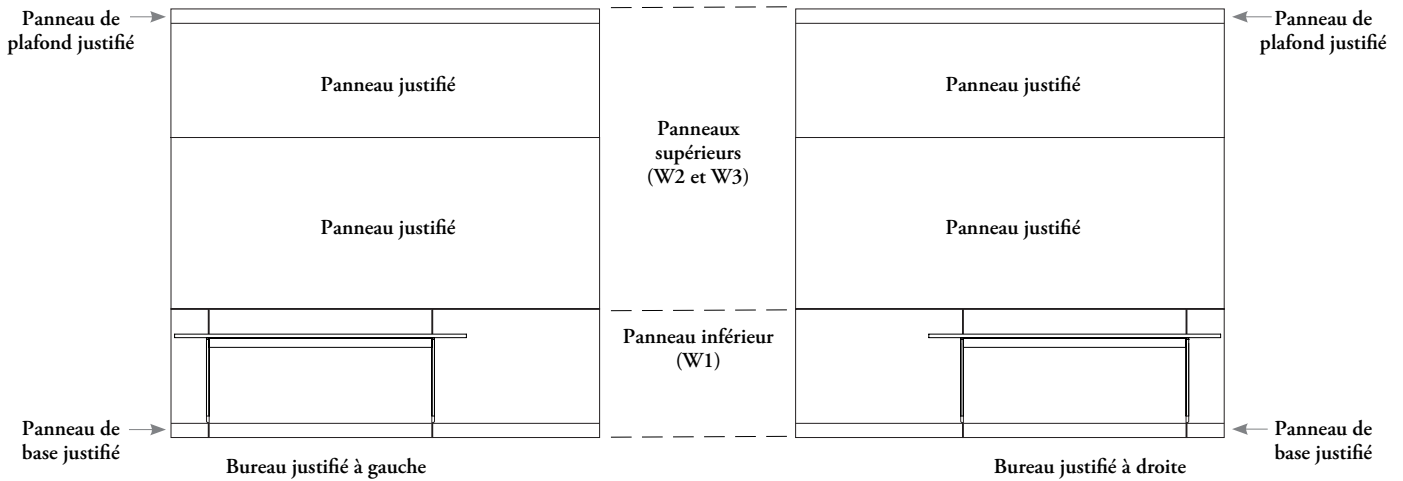 Panneau de
plafond justifié
Panneau justifié
Panneau justifié
Panneau de
plafond justifié
Panneaux
supérieurs
(W2 et W3)
Panneau justifié
Panneau justifié
Panneau inférieur
(W1)
Panneau de
base justifié
Panneau de
base justifié
Bureau justifié à gauche
Bureau justifié à droite